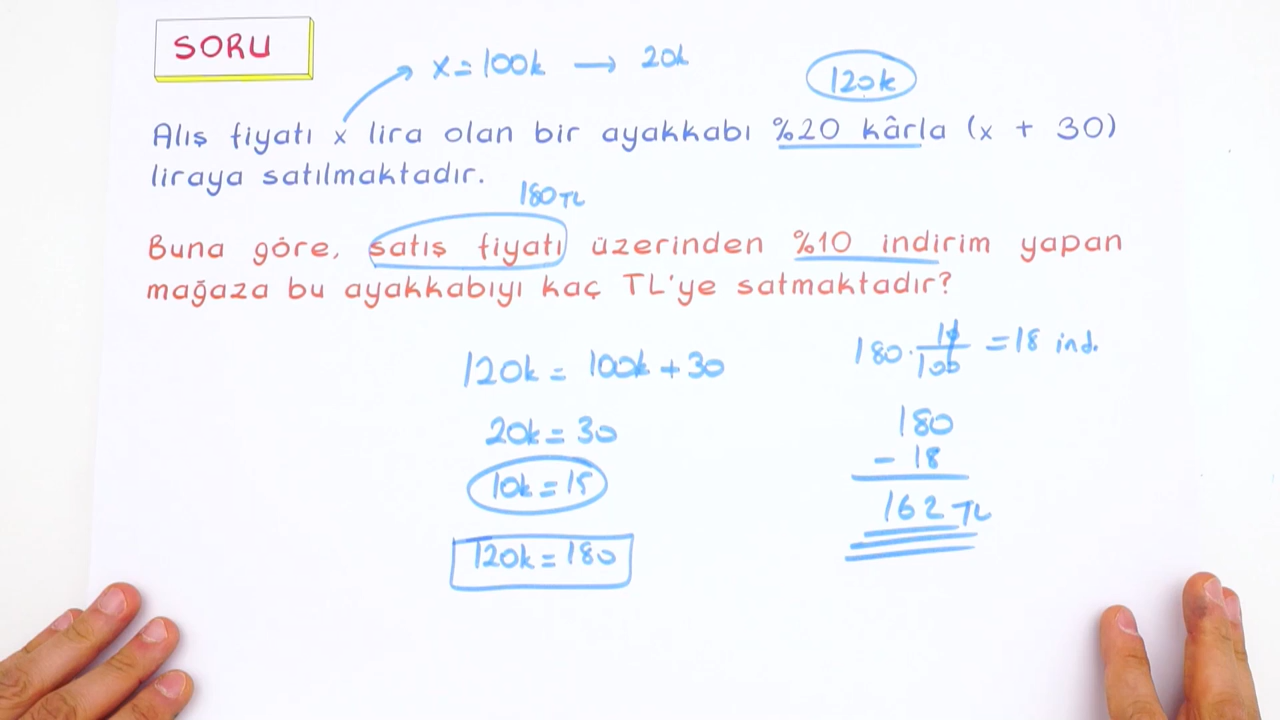 SORU
x = 100k → 20k
120k
Alış fiyatı x lira olan bir ayakkabı %20 kârla (x + 30)
liraya satılmaktadır.
180 TL
Buna göre, satış fiyatı üzerinden %10 indirim yapan
mağaza bu ayakkabıyı kaç TL'ye satmaktadır?
120k = 100k + 30
20k = 30
10k = 15
120k = 180
180 · 10/100 = 18 ind.
180
- 18
162 TL